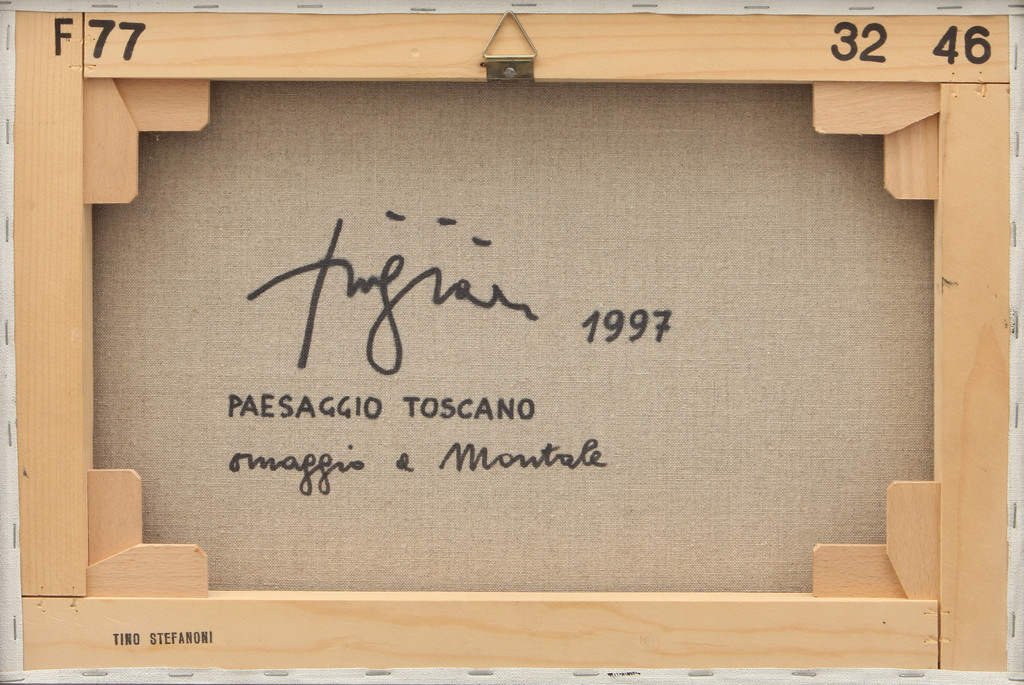 F 77 32 46
1997
PAESAGGIO TOSCANO
omaggio a Montale
TINO STEFANONI